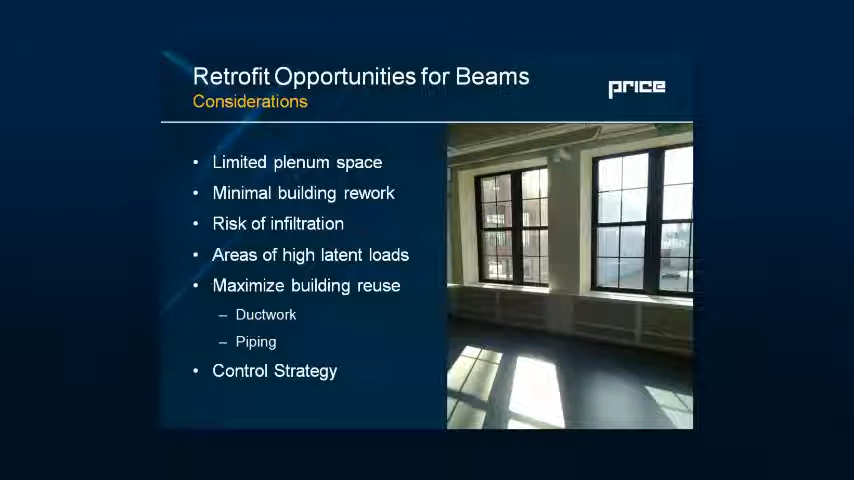 Retrofit Opportunities for Beams
Considerations
price
• Limited plenum space
• Minimal building rework
• Risk of infiltration
• Areas of high latent loads
• Maximize building reuse
– Ductwork
– Piping
• Control Strategy